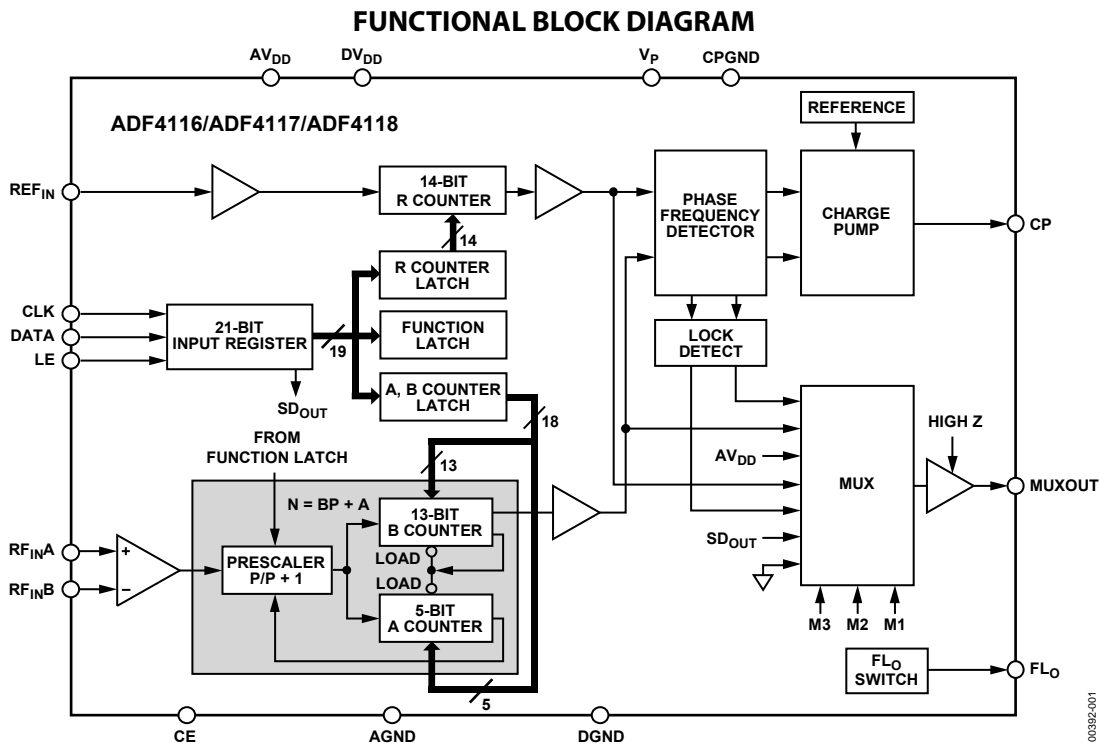 FUNCTIONAL BLOCK DIAGRAM
AVDD
DVDD
VP
CPGND
ADF4116/ADF4117/ADF4118
REFERENCE
REFIN
14-BIT
R COUNTER
PHASE
FREQUENCY
DETECTOR
CHARGE
PUMP
CP
14
R COUNTER
LATCH
CLK
DATA
LE
21-BIT
INPUT REGISTER
19
FUNCTION
LATCH
LOCK
DETECT
A, B COUNTER
LATCH
SDOUT
18
FROM
FUNCTION LATCH
13
HIGH Z
AVDD
MUX
MUXOUT
N = BP + A
13-BIT
B COUNTER
SDOUT
RFINA
+
RFINB
–
PRESCALER
P/P + 1
LOAD
LOAD
5-BIT
A COUNTER
M3
M2
M1
5
FLO
SWITCH
FLO
CE
AGND
DGND
00392-001